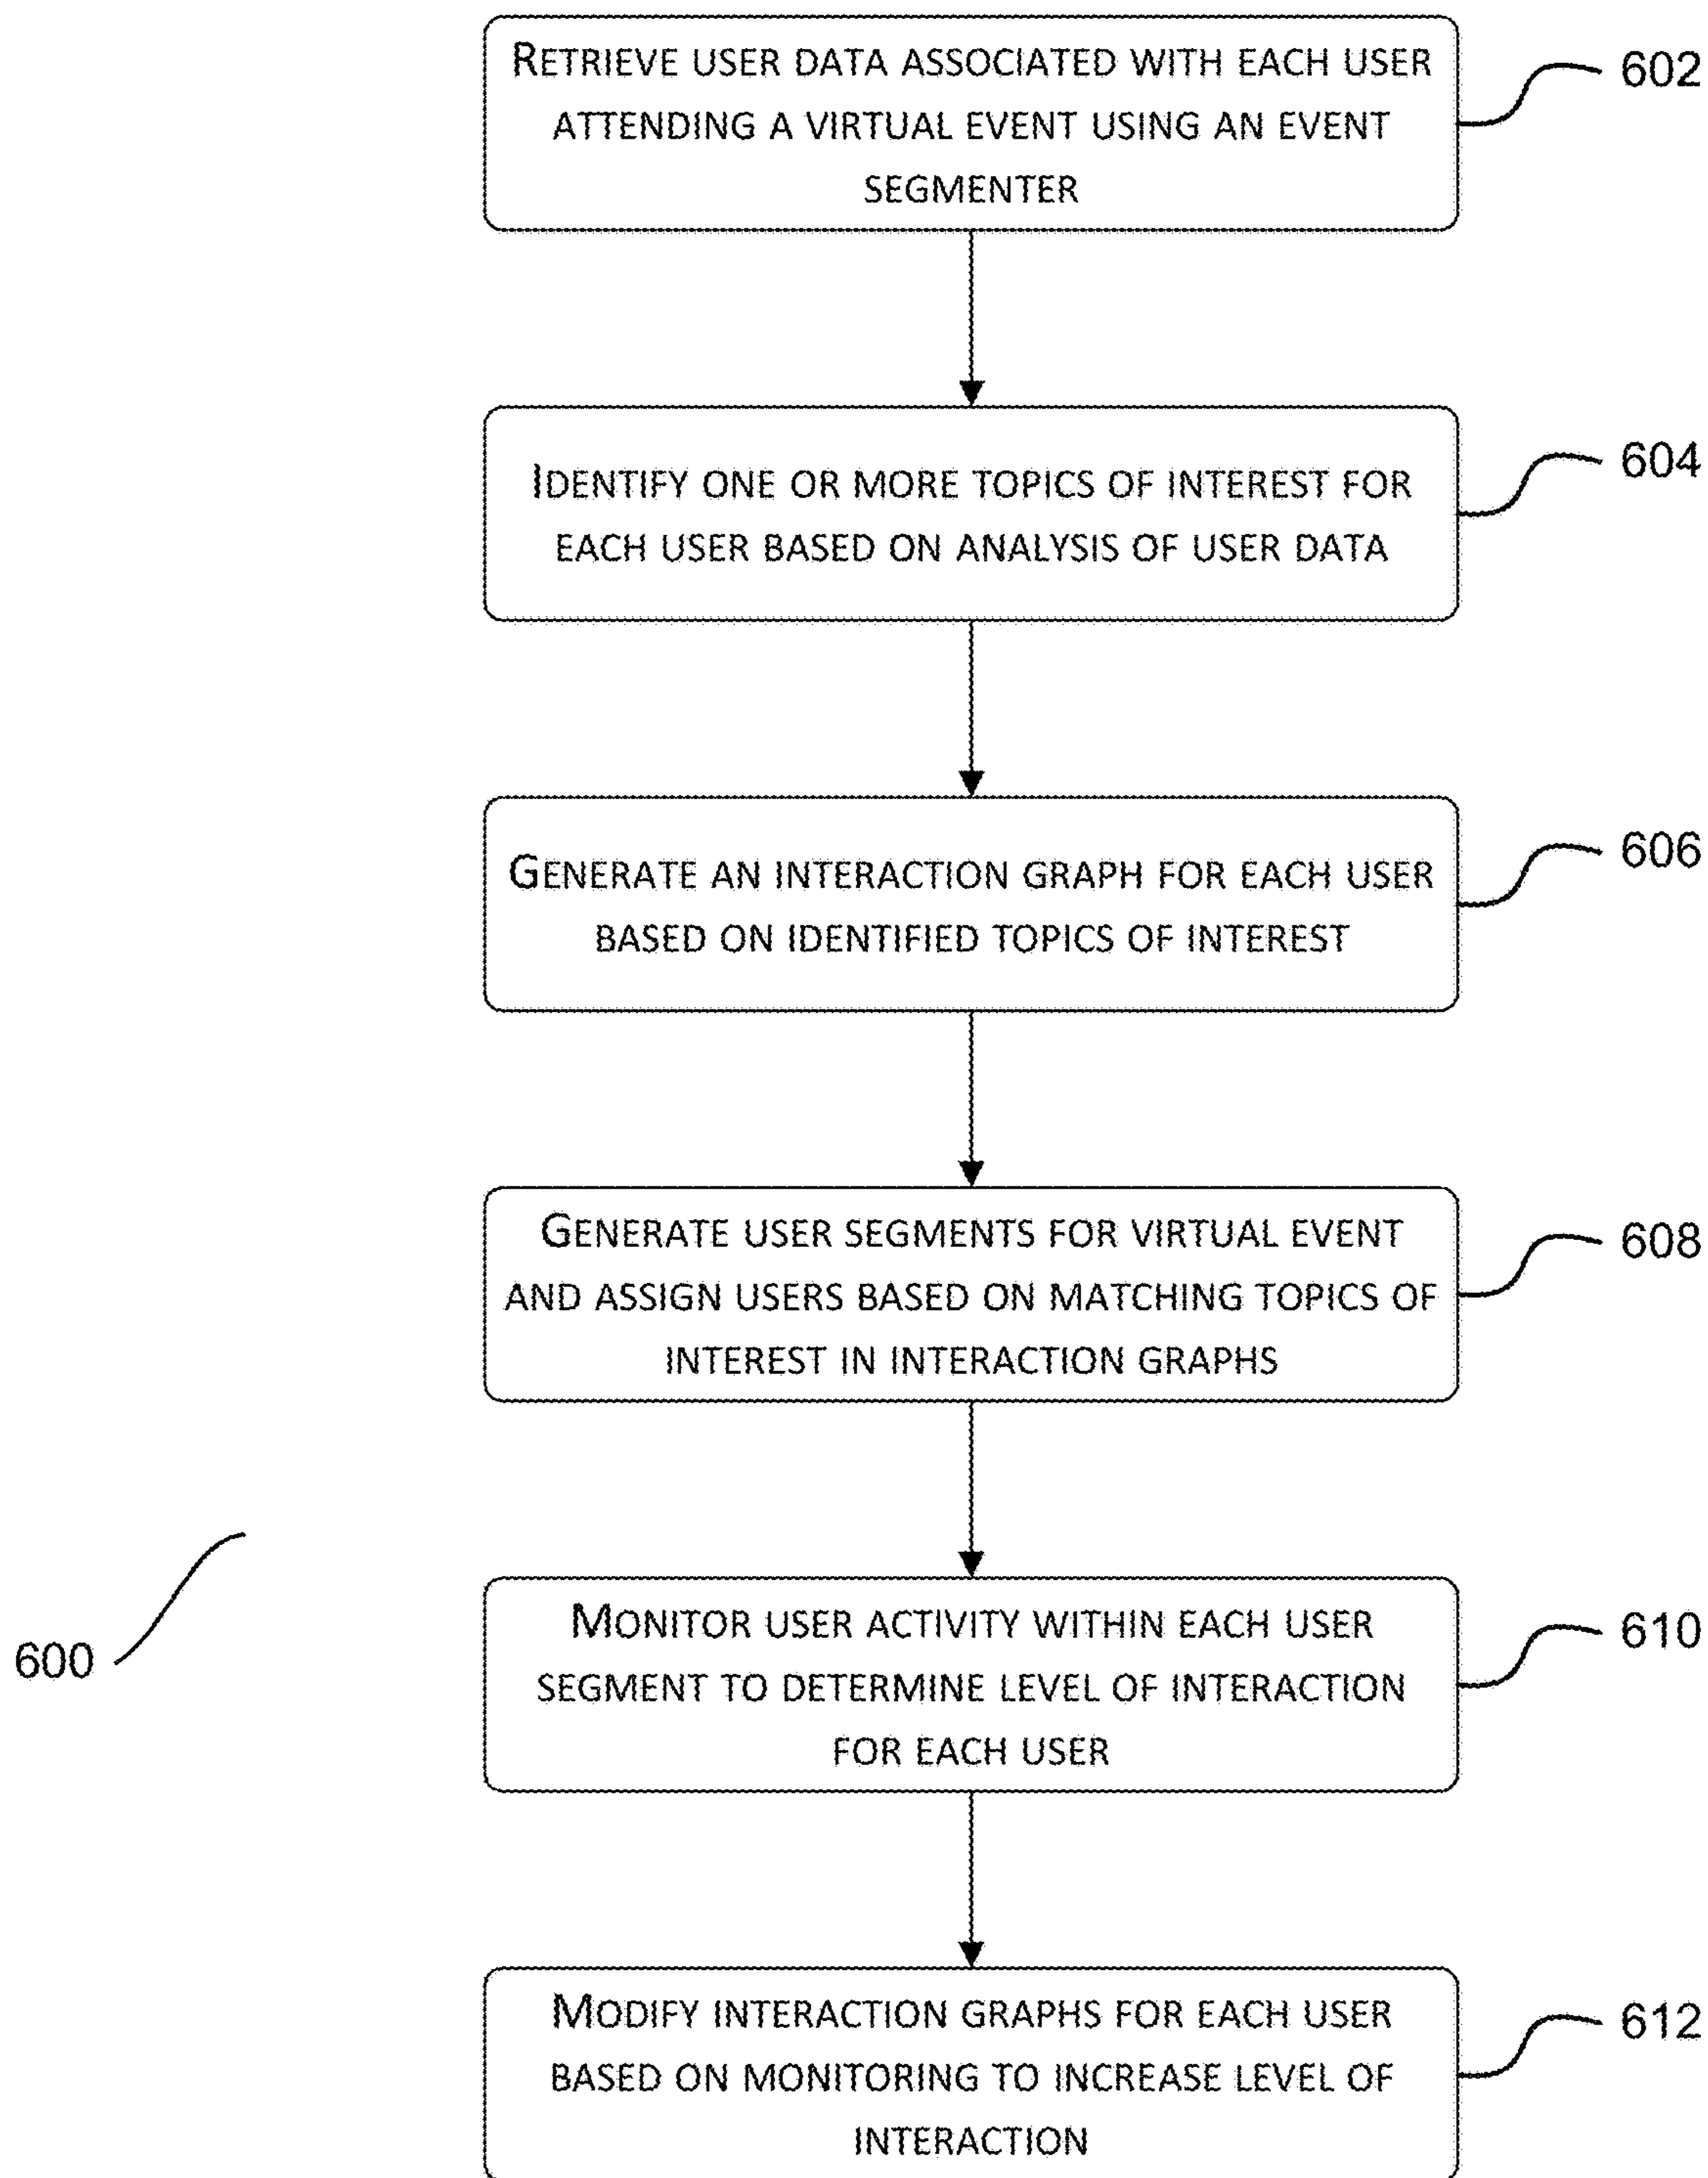 RETRIEVE USER DATA ASSOCIATED WITH EACH USER
ATTENDING A VIRTUAL EVENT USING AN EVENT
SEGMENTER
602
IDENTIFY ONE OR MORE TOPICS OF INTEREST FOR
EACH USER BASED ON ANALYSIS OF USER DATA
604
GENERATE AN INTERACTION GRAPH FOR EACH USER
BASED ON IDENTIFIED TOPICS OF INTEREST
606
GENERATE USER SEGMENTS FOR VIRTUAL EVENT
AND ASSIGN USERS BASED ON MATCHING TOPICS OF
INTEREST IN INTERACTION GRAPHS
608
600
MONITOR USER ACTIVITY WITHIN EACH USER
SEGMENT TO DETERMINE LEVEL OF INTERACTION
FOR EACH USER
610
MODIFY INTERACTION GRAPHS FOR EACH USER
BASED ON MONITORING TO INCREASE LEVEL OF
INTERACTION
612